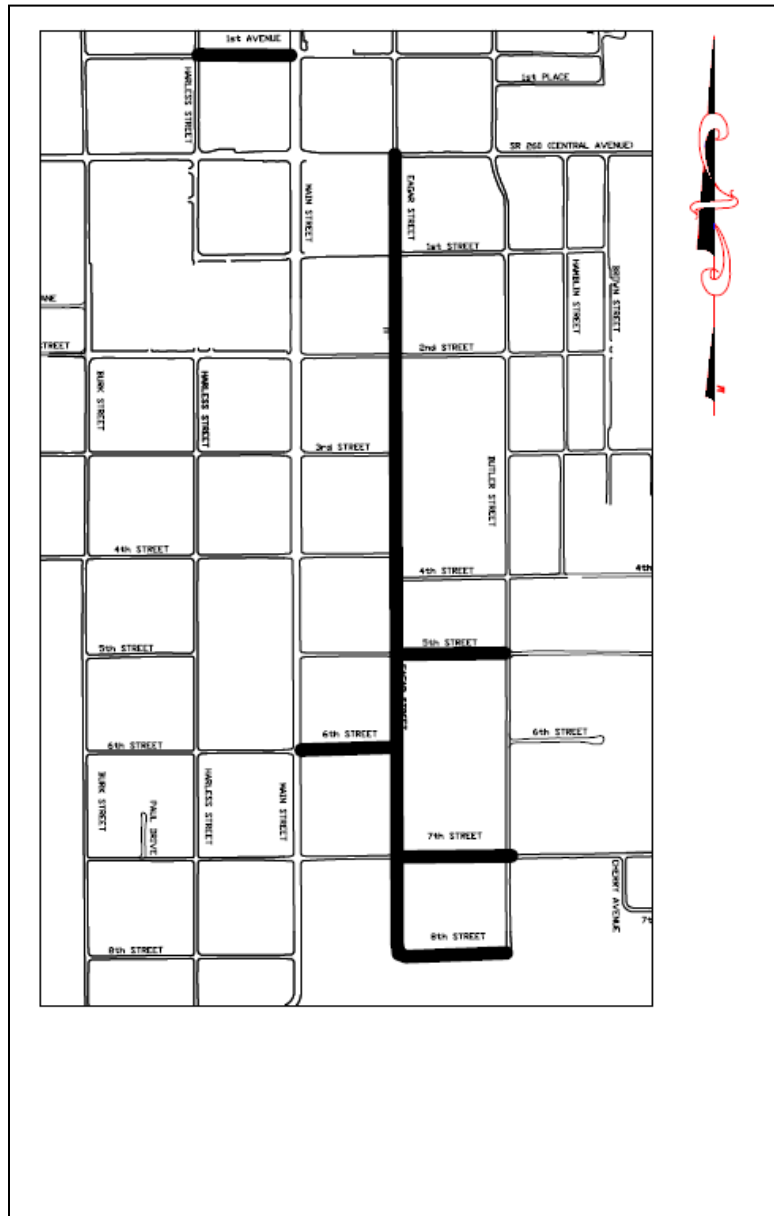 1st AVENUE
HARLESS STREET
1st PLACE
SR 260 (CENTRAL AVENUE)
EAGAR STREET
MAIN STREET
1st STREET
HAMBLIN STREET
BROWN STREET
ANE
TREET
2nd STREET
BURK STREET
HARLESS STREET
3rd STREET
BUTLER STREET
4th STREET
4th STREET
4th
5th STREET
5th STREET
6th STREET
6th STREET
6th STREET
BURK STREET
PAUL DRIVE
HARLESS STREET
MAIN STREET
7th STREET
CHERRY AVENUE
7t
8th STREET
8th STREET
N